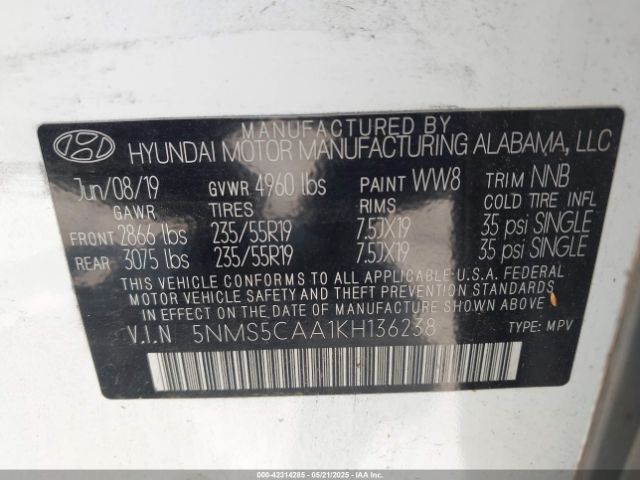 MANUFACTURED BY
HYUNDAI MOTOR MANUFACTURING ALABAMA, LLC
Jun/08/19 GVWR 4960 lbs PAINT WW8 TRIM NNB
GAWR TIRES RIMS COLD TIRE INFL
FRONT 2866 lbs 235/55R19 7.5JX19 35 psi SINGLE
REAR 3075 lbs 235/55R19 7.5JX19 35 psi SINGLE
THIS VEHICLE CONFORMS TO ALL APPLICABLE U.S.A. FEDERAL
MOTOR VEHICLE SAFETY AND THEFT PREVENTION STANDARDS
IN EFFECT ON THE DATE OF MANUFACTURE SHOWN ABOVE.
V.I.N 5NMS5CAA1KH136238 TYPE: MPV
000-42314285 - 05/21/2025 - IAAI.COM